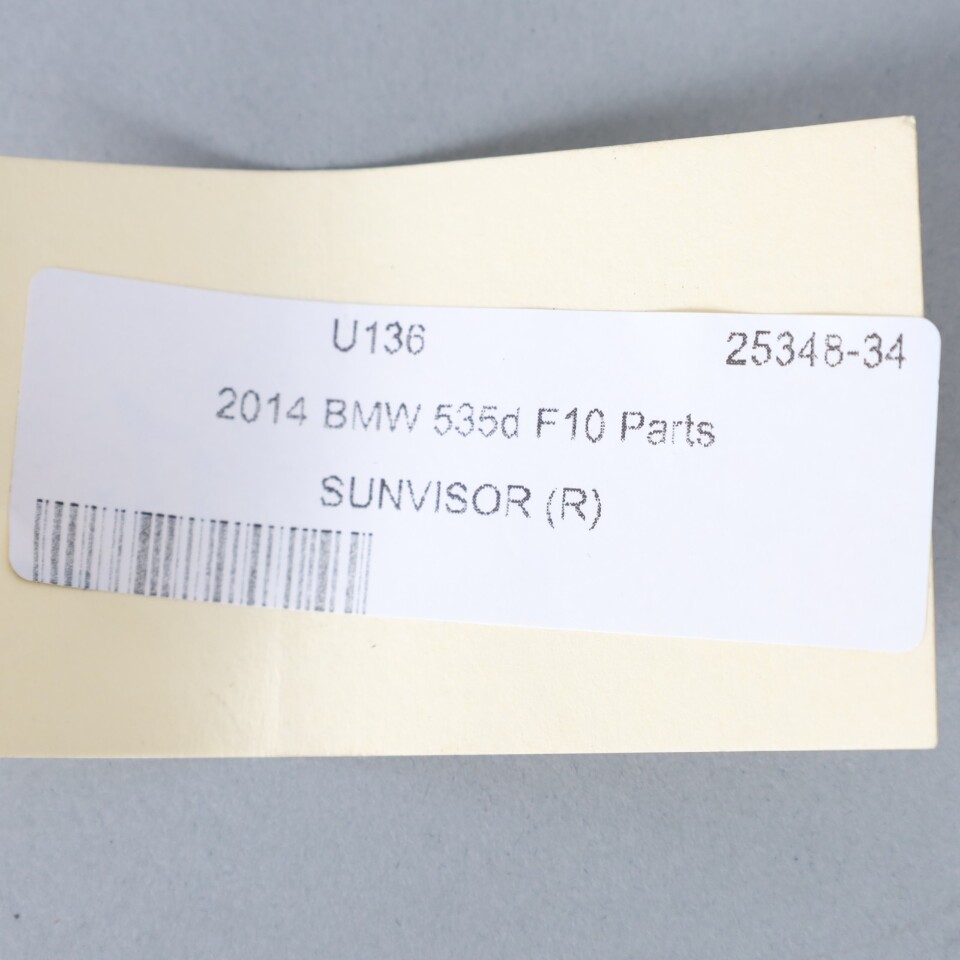 U136 25348-34
2014 BMW 535d F10 Parts
SUNVISOR (R)